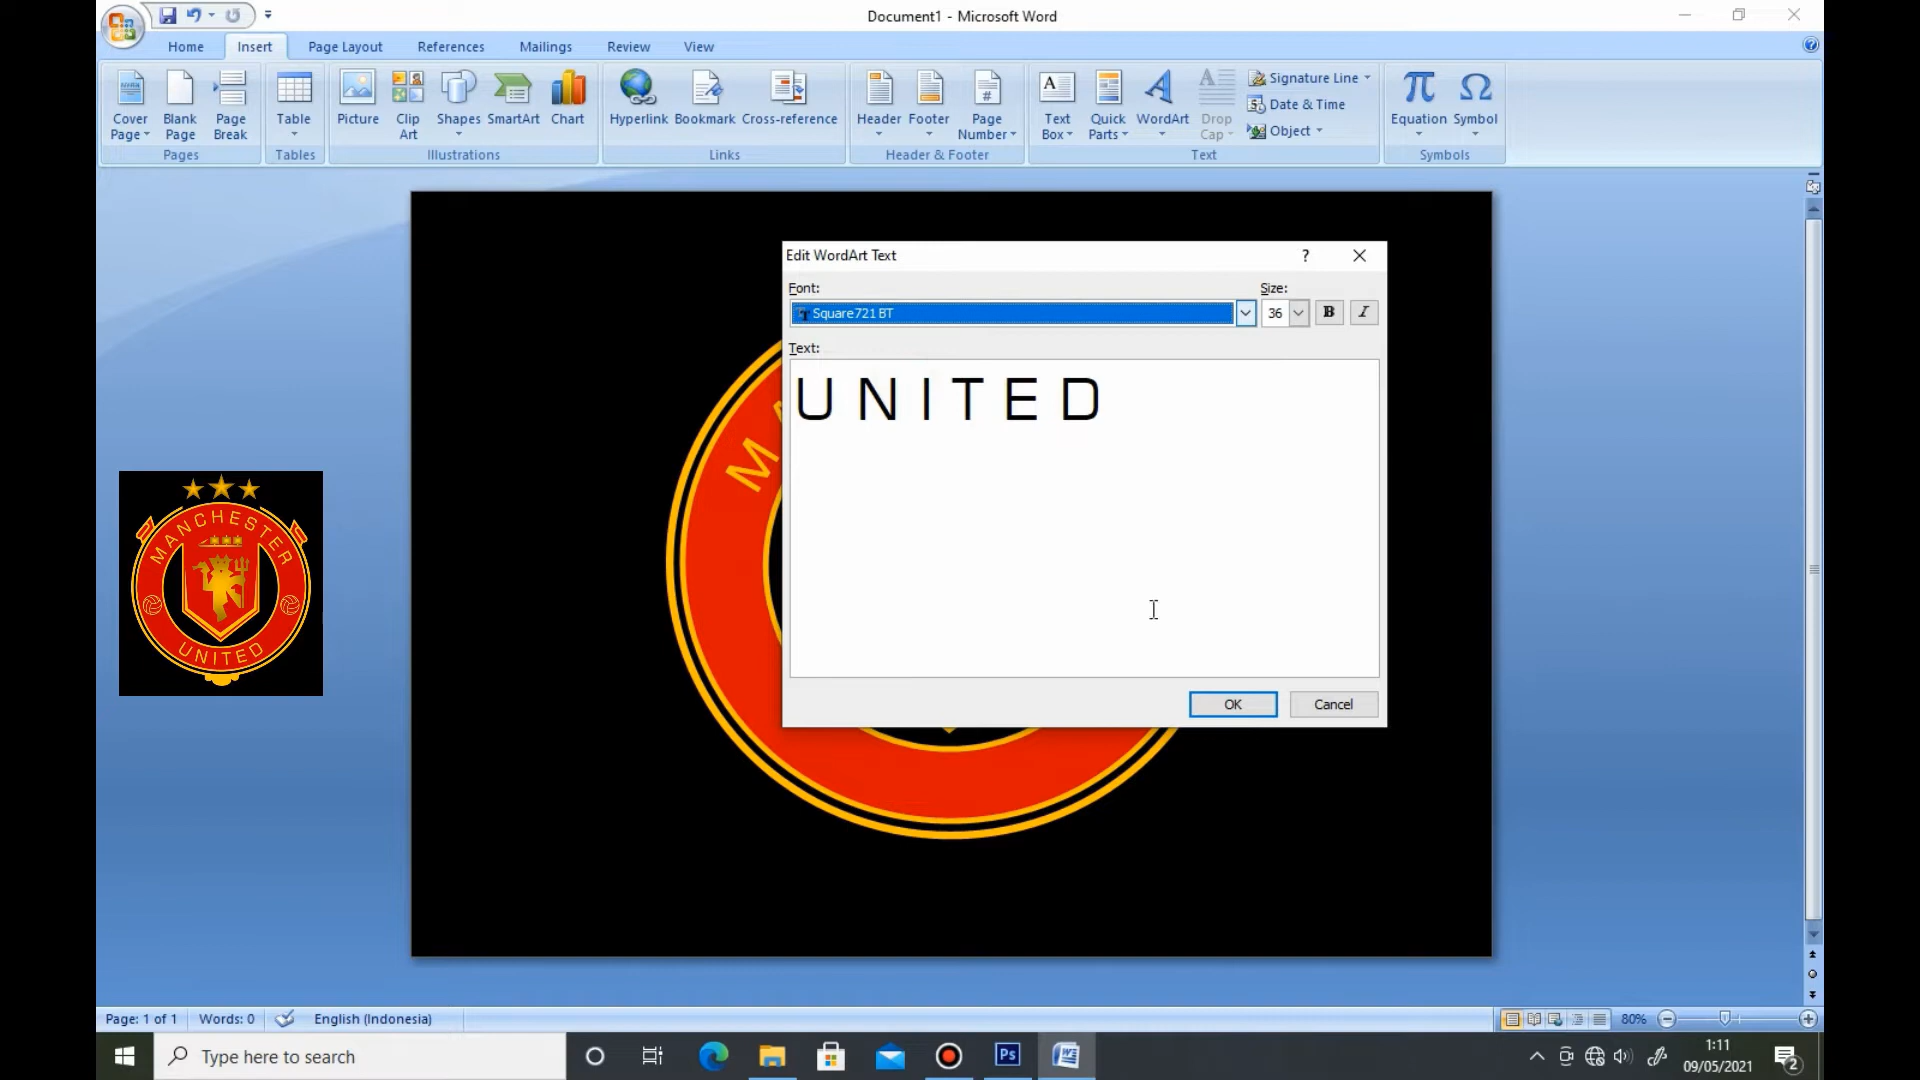 Document1 - Microsoft Word
Home Insert Page Layout References Mailings Review View
Cover Page
Blank Page
Page Break
Table
Picture
Clip Art
Shapes
SmartArt
Chart
Hyperlink
Bookmark
Cross-reference
Header
Footer
Page Number
Text Box
Quick Parts
WordArt
Drop Cap
Signature Line
Date & Time
Object
Equation
Symbol
Pages Tables Illustrations Links Header & Footer Text Symbols
Edit WordArt Text
Font: Size:
Square721 BT 36 B I
Text:
U N I T E D
OK Cancel
M
MANCHESTER
UNITED
Page: 1 of 1 Words: 0 English (Indonesia) 80%
Type here to search
Ps
1:11
09/05/2021
2